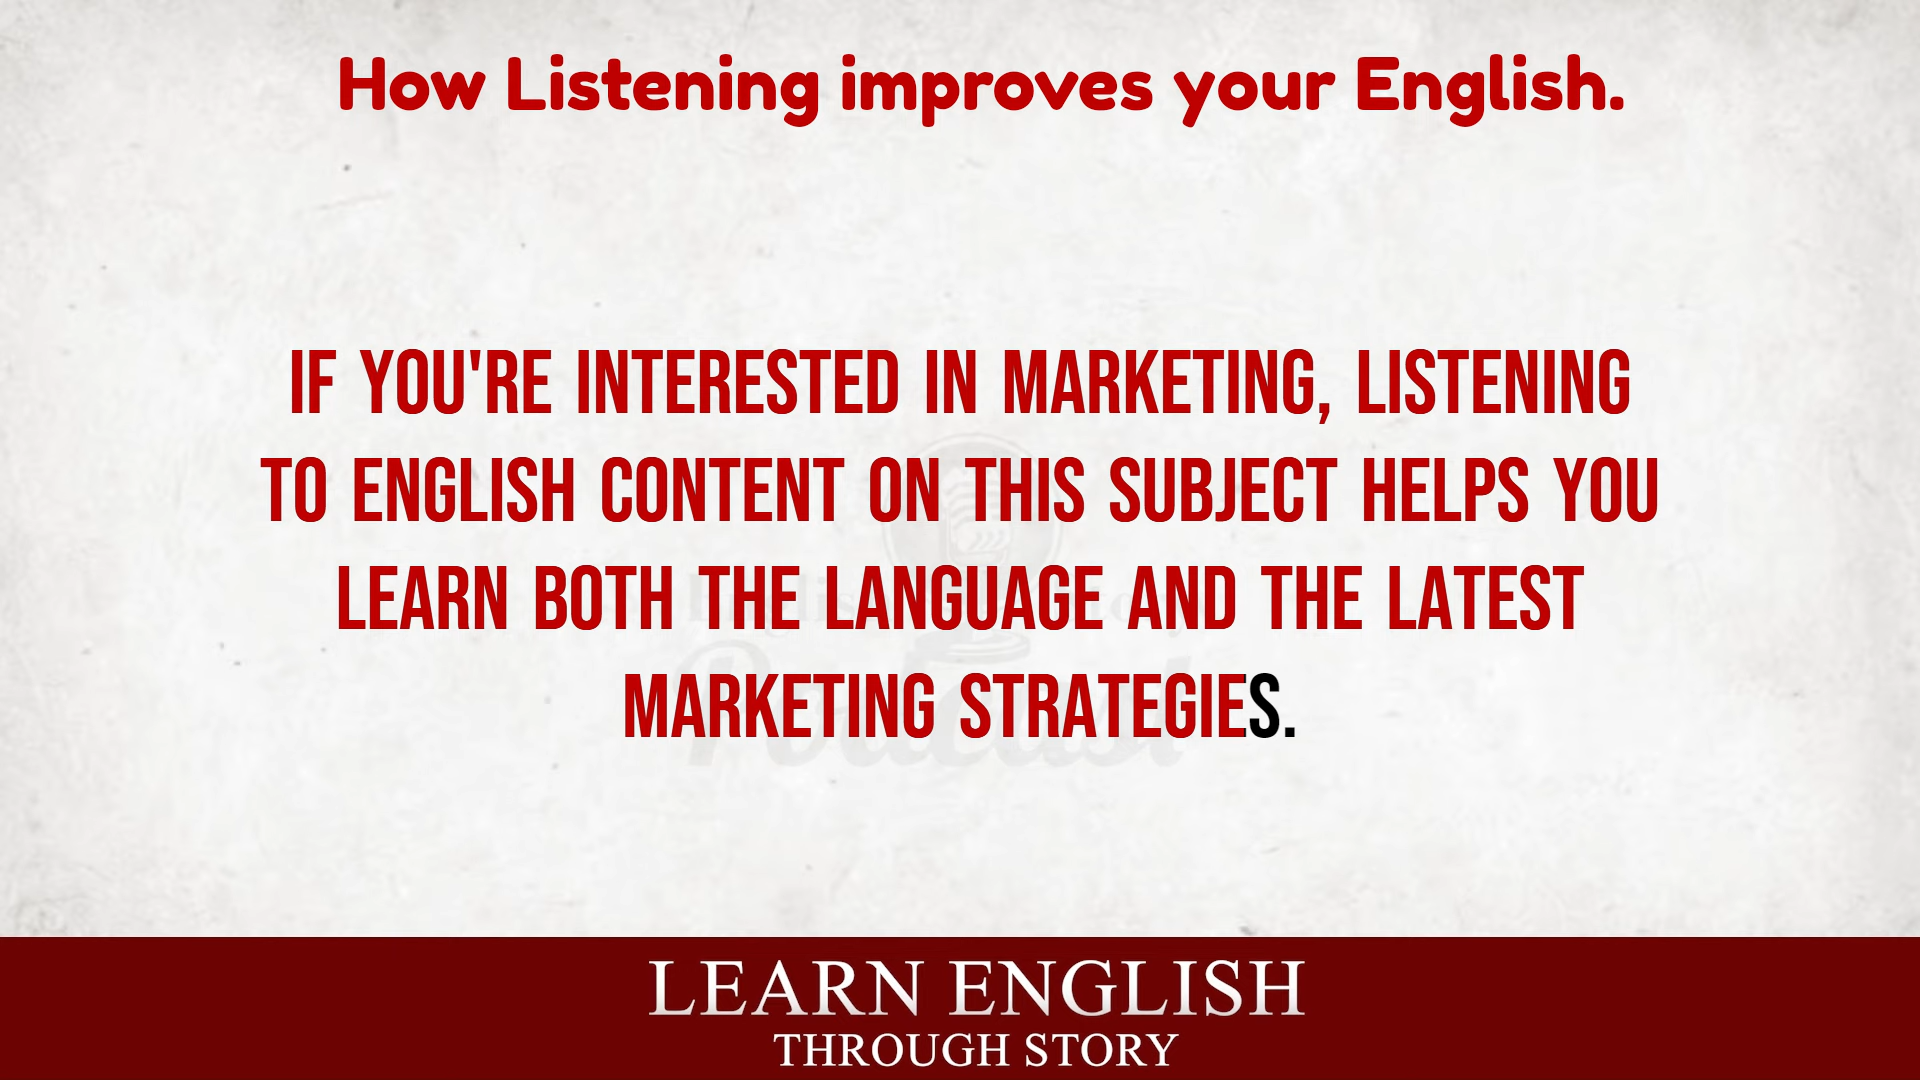 How Listening improves your English.
IF YOU'RE INTERESTED IN MARKETING, LISTENING
TO ENGLISH CONTENT ON THIS SUBJECT HELPS YOU
LEARN BOTH THE LANGUAGE AND THE LATEST
MARKETING STRATEGIES.
Podcast
LEARN ENGLISH
THROUGH STORY